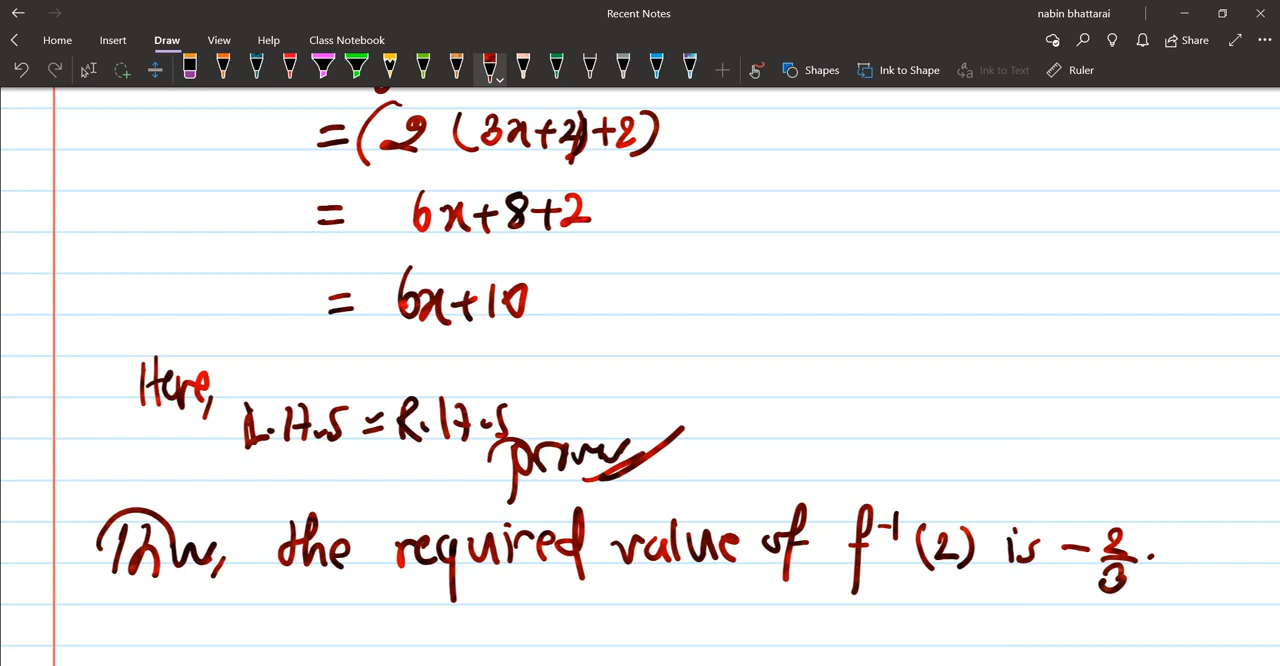 Recent Notes
nabin bhattarai
Home Insert Draw View Help Class Notebook
Share
Shapes Ink to Shape Ink to Text Ruler
= (2 (3x+4)+2)
= 6x+8+2
= 6x+10
Here,
L.H.S = R.H.S
Thus, the required value of f⁻¹(2) is -2/3.